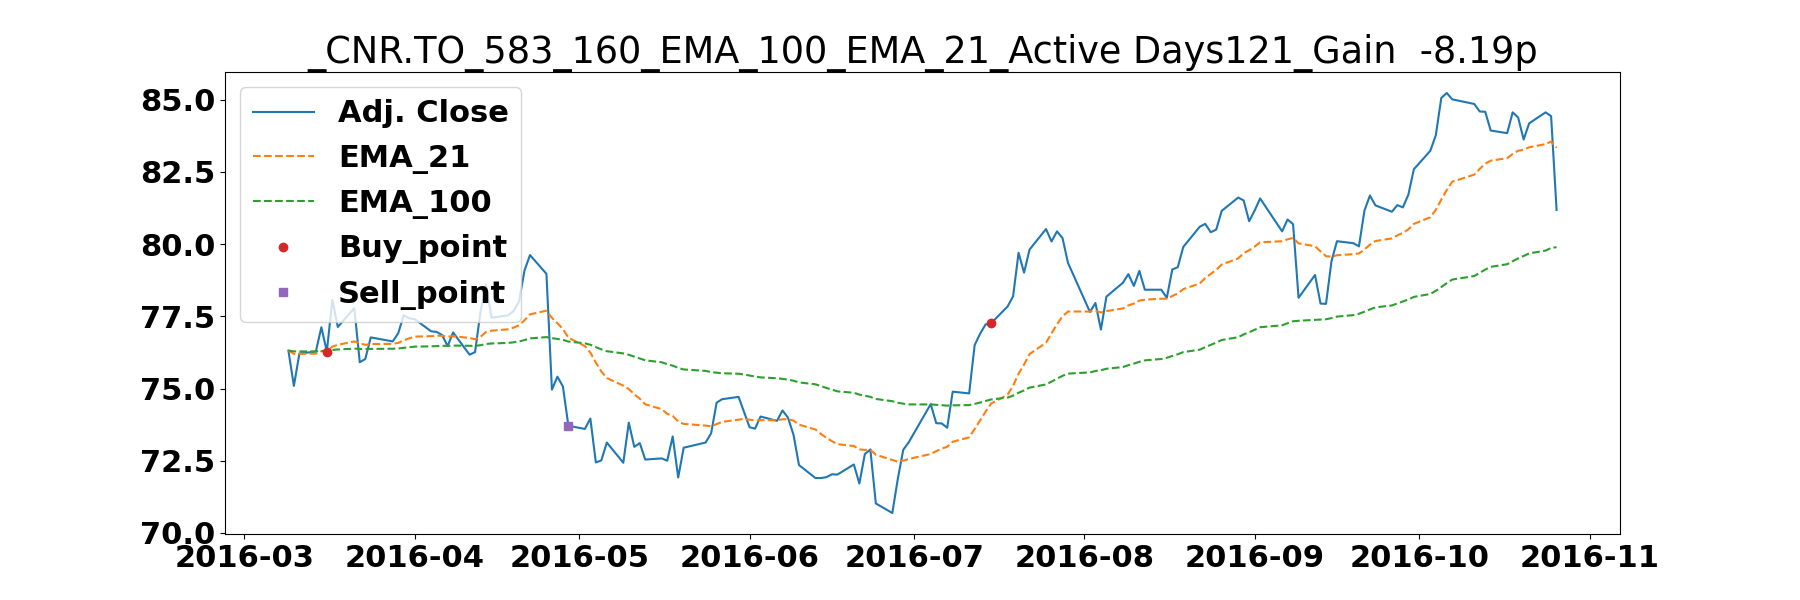 _CNR.TO_583_160_EMA_100_EMA_21_Active Days121_Gain  -8.19p
85.0
82.5
80.0
77.5
75.0
72.5
70.0
Adj. Close
EMA_21
EMA_100
Buy_point
Sell_point
2016-03 2016-04 2016-05 2016-06 2016-07 2016-08 2016-09 2016-10 2016-11